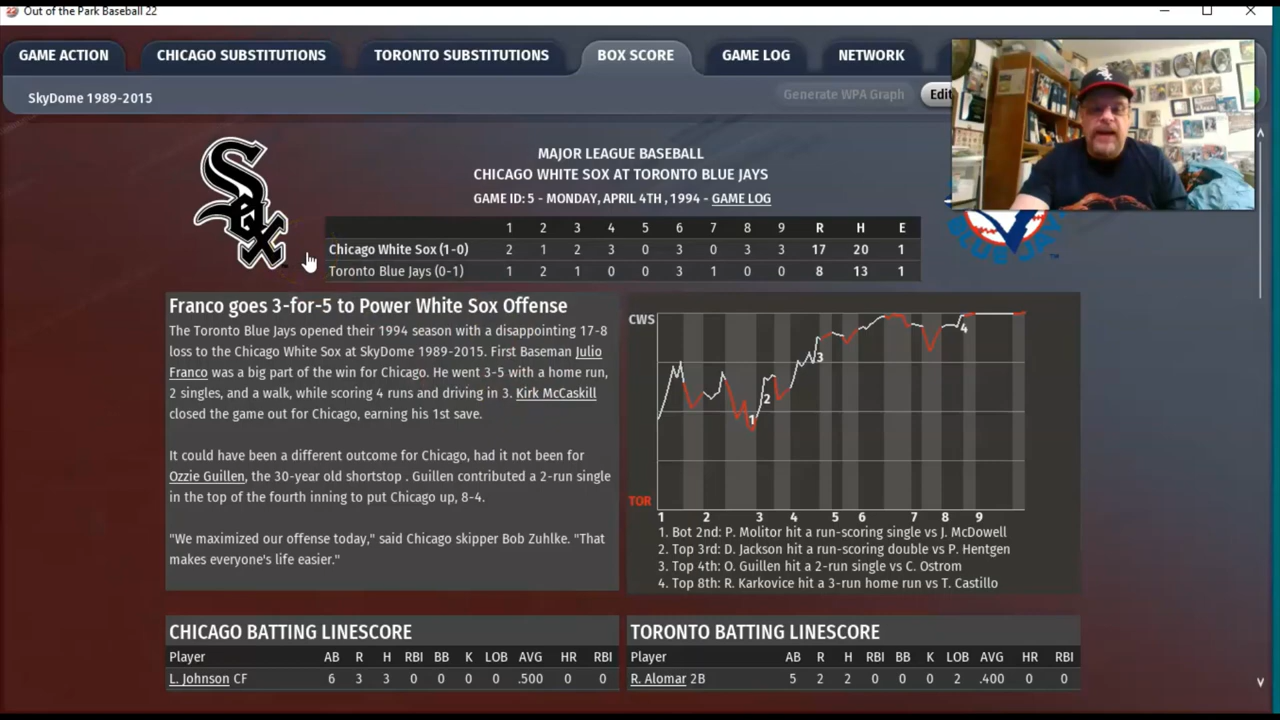 Out of the Park Baseball 22
GAME ACTION
CHICAGO SUBSTITUTIONS
TORONTO SUBSTITUTIONS
BOX SCORE
GAME LOG
NETWORK
SkyDome 1989-2015
Generate WPA Graph
Edit
Sox
MAJOR LEAGUE BASEBALL
CHICAGO WHITE SOX AT TORONTO BLUE JAYS
GAME ID: 5 - MONDAY, APRIL 4TH , 1994 - GAME LOG
1 2 3 4 5 6 7 8 9 R H E
Chicago White Sox (1-0) 2 1 2 3 0 3 0 3 3 17 20 1
Toronto Blue Jays (0-1) 1 2 1 0 0 3 1 0 0 8 13 1
BLUE JAYS
Franco goes 3-for-5 to Power White Sox Offense
The Toronto Blue Jays opened their 1994 season with a disappointing 17-8
loss to the Chicago White Sox at SkyDome 1989-2015. First Baseman Julio
Franco was a big part of the win for Chicago. He went 3-5 with a home run,
2 singles, and a walk, while scoring 4 runs and driving in 3. Kirk McCaskill
closed the game out for Chicago, earning his 1st save.
It could have been a different outcome for Chicago, had it not been for
Ozzie Guillen, the 30-year old shortstop . Guillen contributed a 2-run single
in the top of the fourth inning to put Chicago up, 8-4.
"We maximized our offense today," said Chicago skipper Bob Zuhlke. "That
makes everyone's life easier."
CWS
4
3
2
1
TOR
1 2 3 4 5 6 7 8 9
1. Bot 2nd: P. Molitor hit a run-scoring single vs J. McDowell
2. Top 3rd: D. Jackson hit a run-scoring double vs P. Hentgen
3. Top 4th: O. Guillen hit a 2-run single vs C. Ostrom
4. Top 8th: R. Karkovice hit a 3-run home run vs T. Castillo
CHICAGO BATTING LINESCORE
Player AB R H RBI BB K LOB AVG HR RBI
L. Johnson CF 6 3 3 0 0 0 0 .500 0 0
TORONTO BATTING LINESCORE
Player AB R H RBI BB K LOB AVG HR RBI
R. Alomar 2B 5 2 2 0 0 0 2 .400 0 0